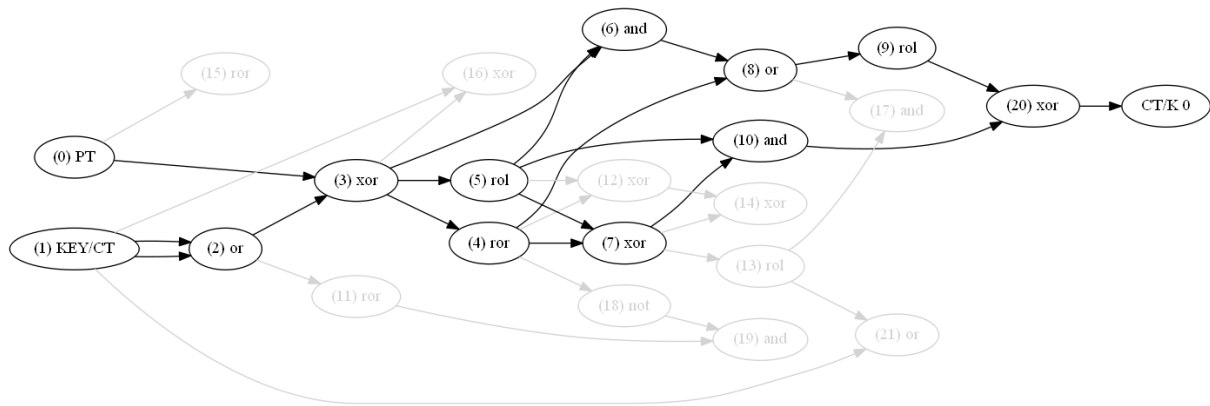 (6) and
(9) rol
(15) ror
(16) xor
(8) or
(20) xor
CT/K 0
(17) and
(0) PT
(10) and
(3) xor
(5) rol
(12) xor
(14) xor
(1) KEY/CT
(2) or
(4) ror
(7) xor
(13) rol
(11) ror
(18) not
(19) and
(21) or